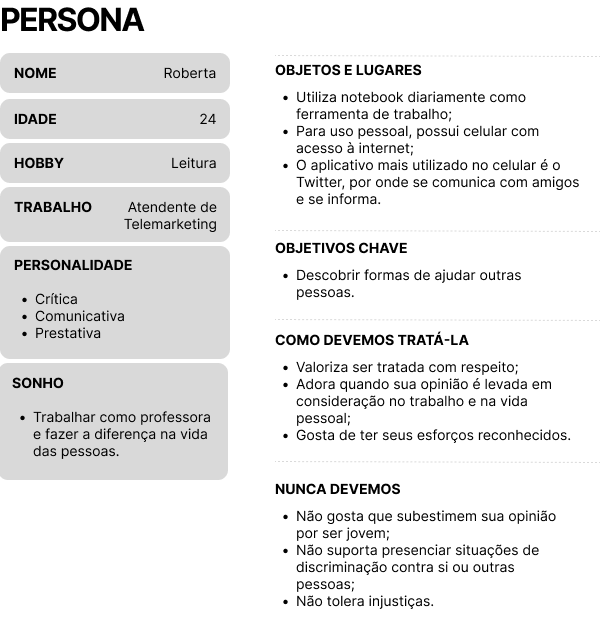 PERSONA
NOME Roberta
IDADE 24
HOBBY Leitura
TRABALHO Atendente de
Telemarketing
PERSONALIDADE
• Crítica
• Comunicativa
• Prestativa
SONHO
• Trabalhar como professora
e fazer a diferença na vida
das pessoas.
OBJETOS E LUGARES
• Utiliza notebook diariamente como
ferramenta de trabalho;
• Para uso pessoal, possui celular com
acesso à internet;
• O aplicativo mais utilizado no celular é o
Twitter, por onde se comunica com amigos
e se informa.
OBJETIVOS CHAVE
• Descobrir formas de ajudar outras
pessoas.
COMO DEVEMOS TRATÁ-LA
• Valoriza ser tratada com respeito;
• Adora quando sua opinião é levada em
consideração no trabalho e na vida
pessoal;
• Gosta de ter seus esforços reconhecidos.
NUNCA DEVEMOS
• Não gosta que subestimem sua opinião
por ser jovem;
• Não suporta presenciar situações de
discriminação contra si ou outras
pessoas;
• Não tolera injustiças.